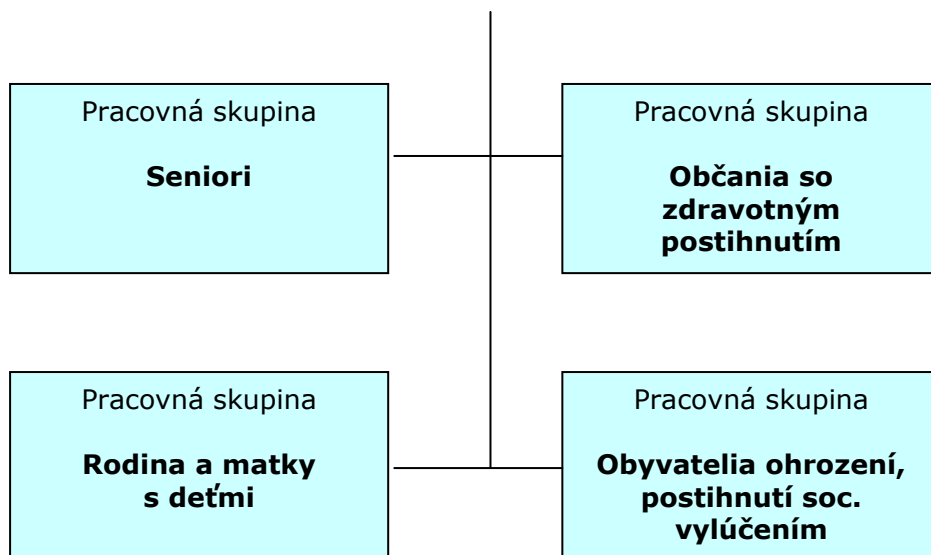 Pracovná skupina
Seniori
Pracovná skupina
Občania so
zdravotným
postihnutím
Pracovná skupina
Rodina a matky
s deťmi
Pracovná skupina
Obyvatelia ohrození,
postihnutí soc.
vylúčením